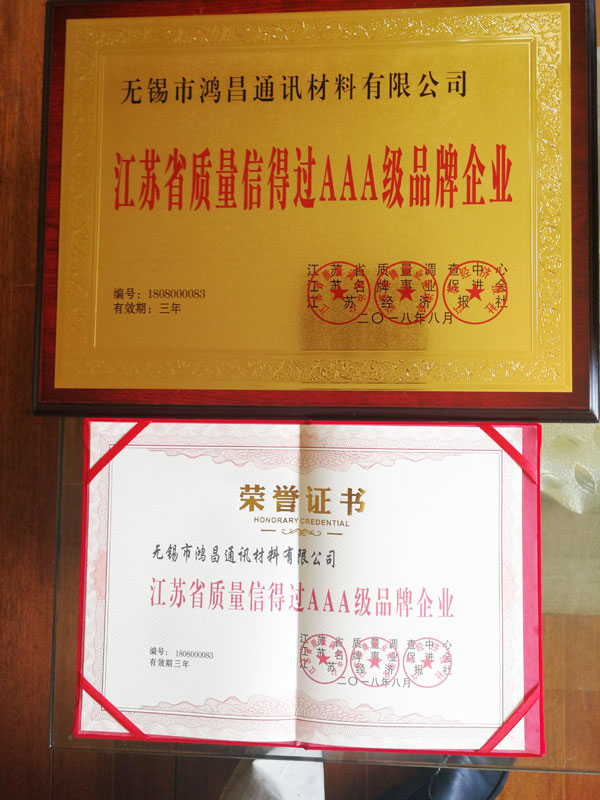 无锡市鸿昌通讯材料有限公司
江苏省质量信得过AAA级品牌企业
江苏省质量调查中心
江苏名牌事业促进会
江苏经济报社
二〇一八年八月
编号：1808000083
有效期：三年
荣誉证书
HONORARY CREDENTIAL
无锡市鸿昌通讯材料有限公司
江苏省质量信得过AAA级品牌企业
江苏省质量调查中心
江苏名牌事业促进会
江苏经济报社
二〇一八年八月
编号：1808000083
有效期三年